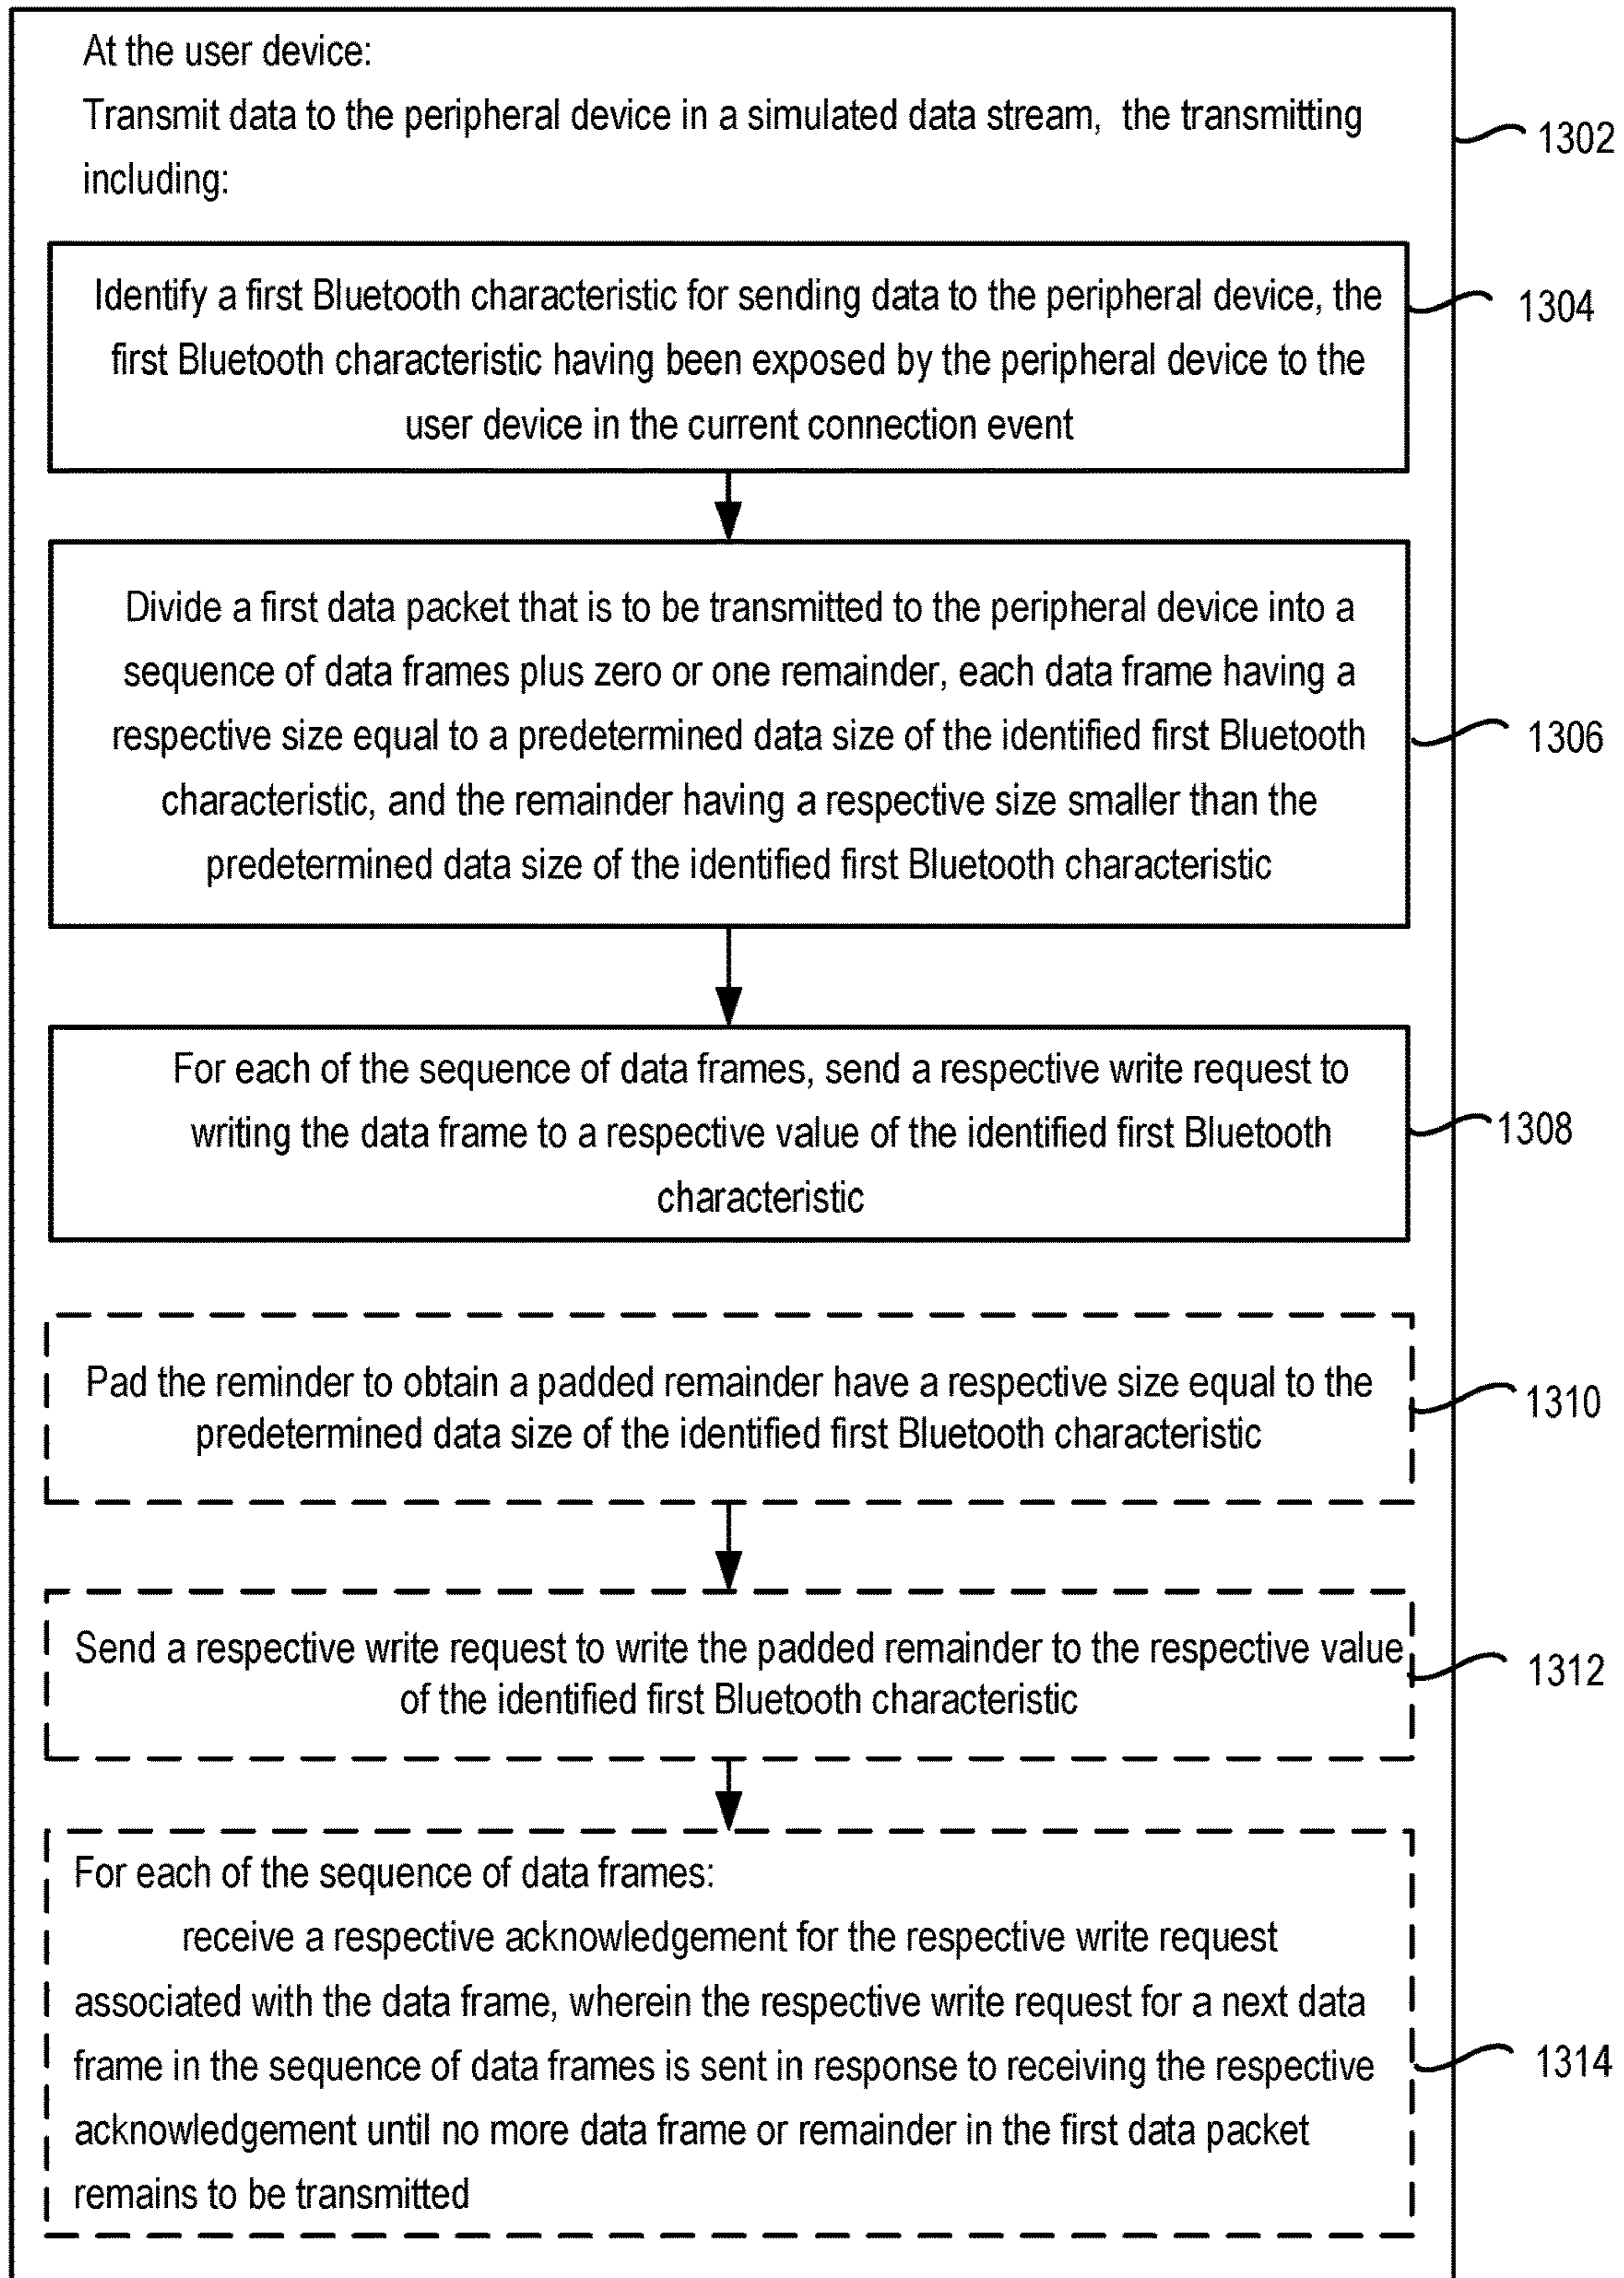 At the user device:
Transmit data to the peripheral device in a simulated data stream, the transmitting
including:
1302
Identify a first Bluetooth characteristic for sending data to the peripheral device, the
first Bluetooth characteristic having been exposed by the peripheral device to the
user device in the current connection event
1304
Divide a first data packet that is to be transmitted to the peripheral device into a
sequence of data frames plus zero or one remainder, each data frame having a
respective size equal to a predetermined data size of the identified first Bluetooth
characteristic, and the remainder having a respective size smaller than the
predetermined data size of the identified first Bluetooth characteristic
1306
For each of the sequence of data frames, send a respective write request to
writing the data frame to a respective value of the identified first Bluetooth
characteristic
1308
Pad the reminder to obtain a padded remainder have a respective size equal to the
predetermined data size of the identified first Bluetooth characteristic
1310
Send a respective write request to write the padded remainder to the respective value
of the identified first Bluetooth characteristic
1312
For each of the sequence of data frames:
receive a respective acknowledgement for the respective write request
associated with the data frame, wherein the respective write request for a next data
frame in the sequence of data frames is sent in response to receiving the respective
acknowledgement until no more data frame or remainder in the first data packet
remains to be transmitted
1314